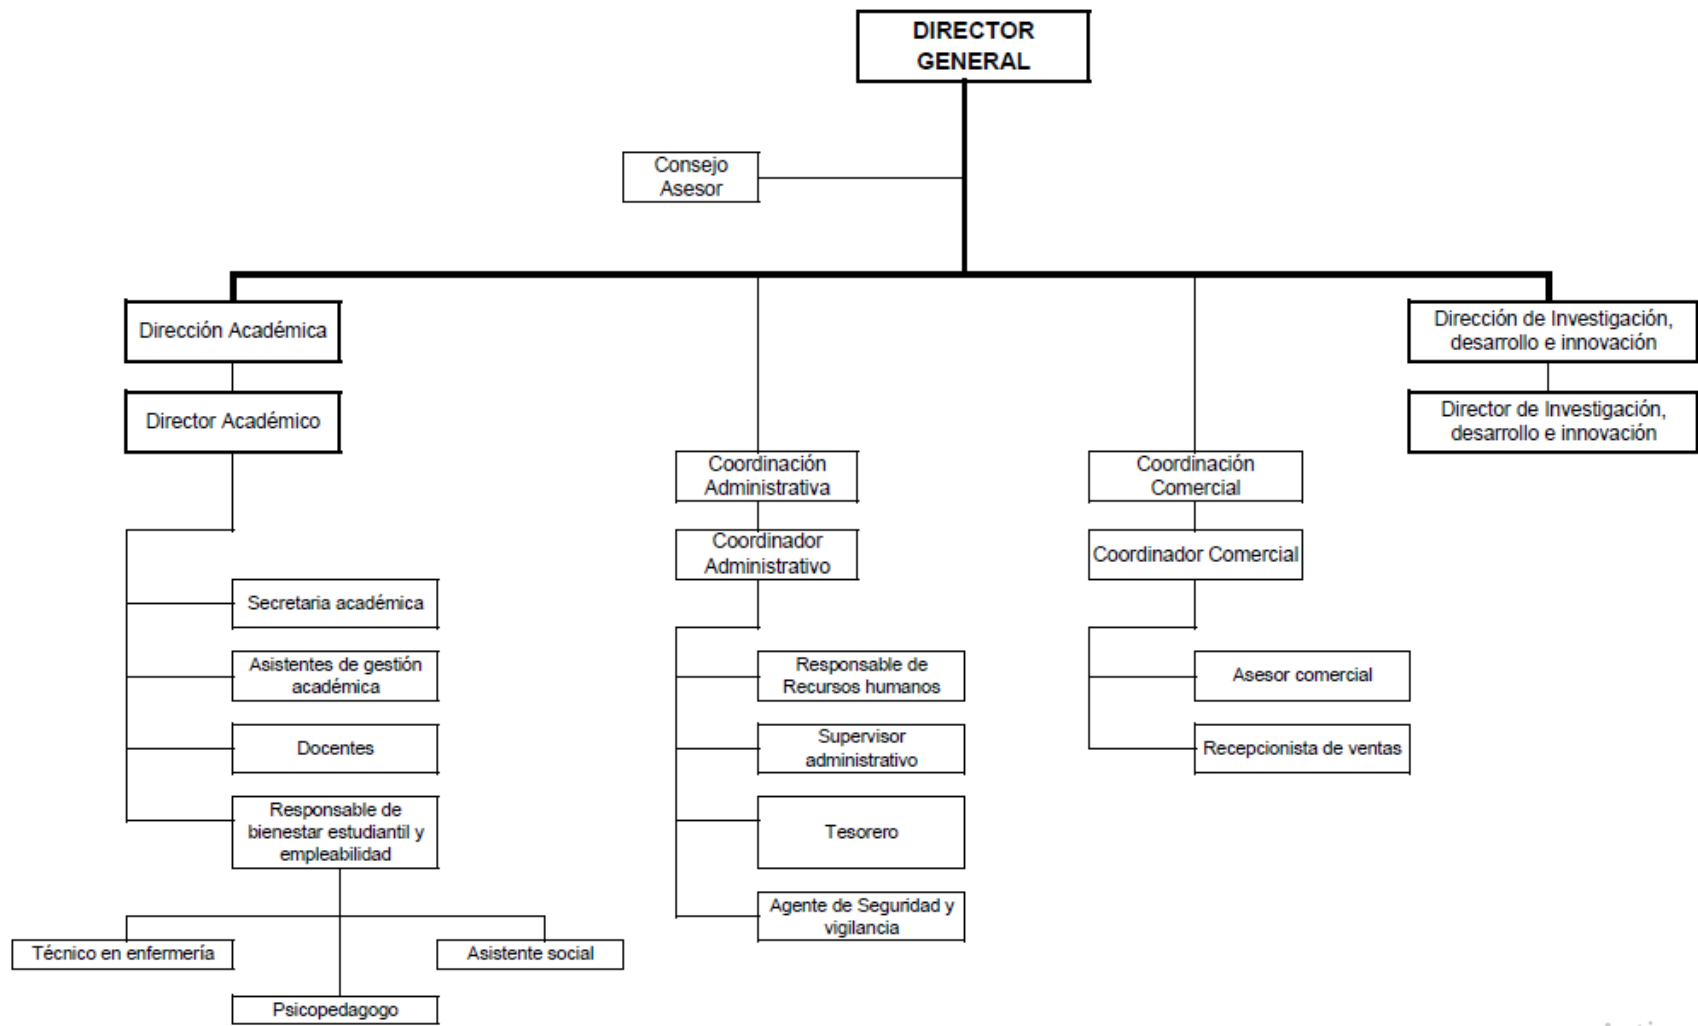 DIRECTOR
GENERAL
Consejo
Asesor
Dirección Académica
Dirección de Investigación,
desarrollo e innovación
Director Académico
Director de Investigación,
desarrollo e innovación
Coordinación
Administrativa
Coordinación
Comercial
Coordinador
Administrativo
Coordinador Comercial
Secretaria académica
Asistentes de gestión
académica
Responsable de
Recursos humanos
Asesor comercial
Docentes
Supervisor
administrativo
Recepcionista de ventas
Responsable de
bienestar estudiantil y
empleabilidad
Tesorero
Agente de Seguridad y
vigilancia
Técnico en enfermería
Asistente social
Psicopedagogo